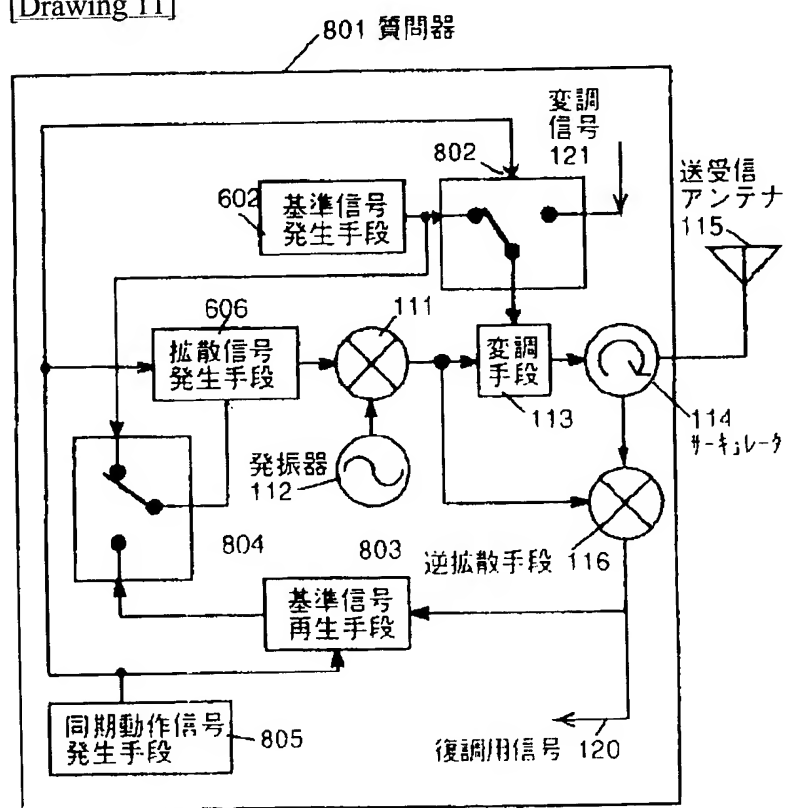 [Drawing 11]
801 質問器
変調
信号
121
802
送受信
アンテナ
115
602
基準信号
発生手段
606
拡散信号
発生手段
111
変調
手段
113
114
サーキュレータ
発振器
112
804
803
逆拡散手段 116
基準信号
再生手段
同期動作信号
発生手段
805
復調用信号 120